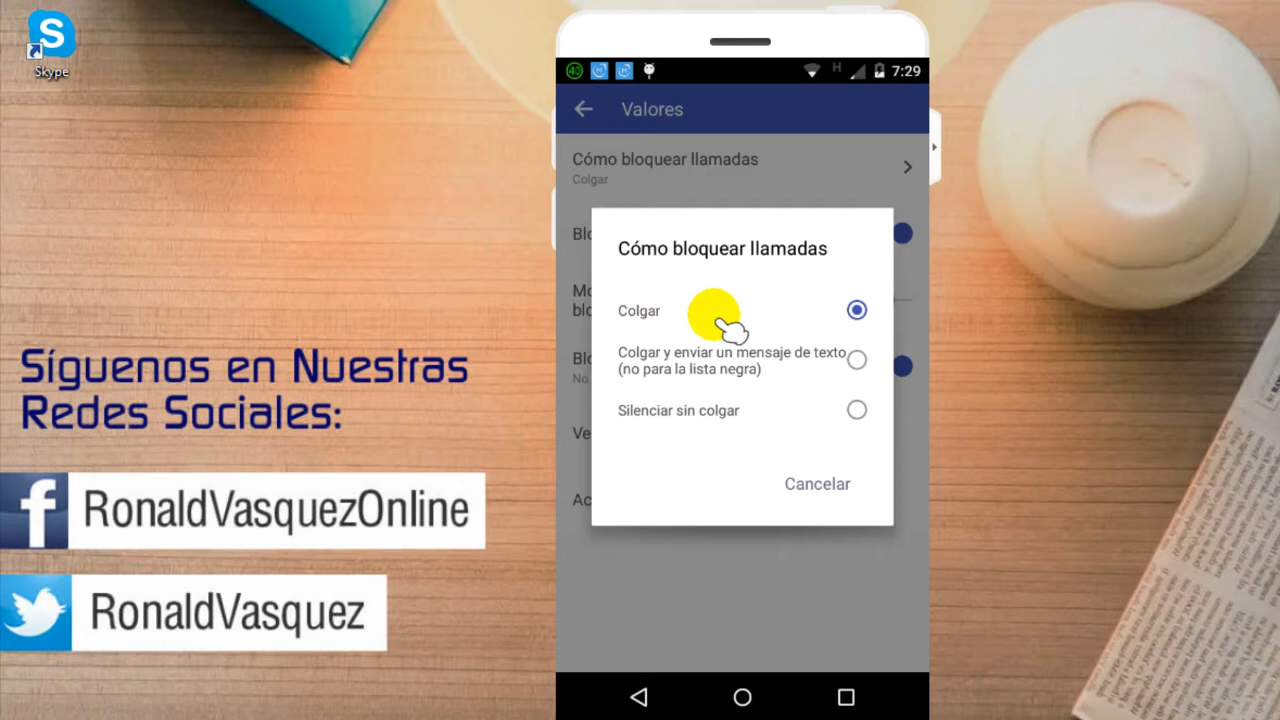 Skype
Síguenos en Nuestras
Redes Sociales:
f RonaldVasquezOnline
RonaldVasquez
40
H
7:29
Valores
Cómo bloquear llamadas
Colgar
Cómo bloquear llamadas
Colgar
Colgar y enviar un mensaje de texto
(no para la lista negra)
Silenciar sin colgar
Cancelar